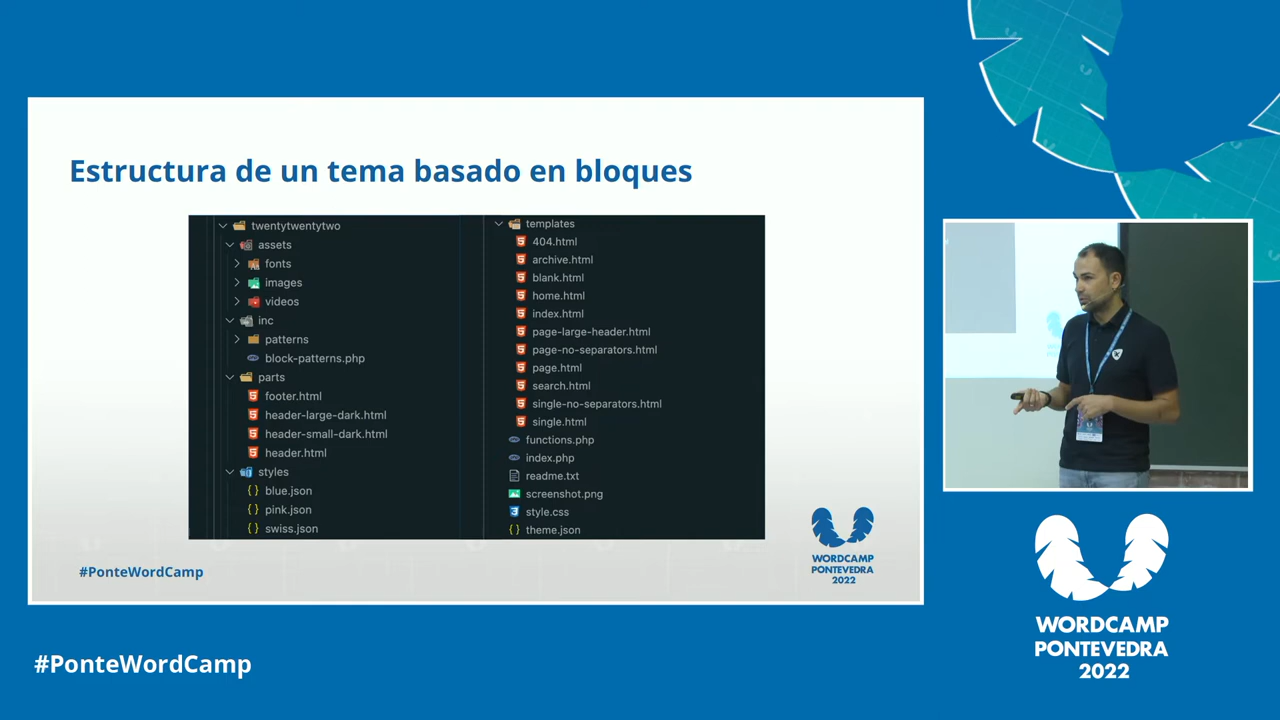 Estructura de un tema basado en bloques
twentytwentytwo
assets
fonts
images
videos
inc
patterns
block-patterns.php
parts
footer.html
header-large-dark.html
header-small-dark.html
header.html
styles
blue.json
pink.json
swiss.json
templates
404.html
archive.html
blank.html
home.html
index.html
page-large-header.html
page-no-separators.html
page.html
search.html
single-no-separators.html
single.html
functions.php
index.php
readme.txt
screenshot.png
style.css
theme.json
#PonteWordCamp
WORDCAMP
PONTEVEDRA
2022
WORDCAMP
PONTEVEDRA
2022
#PonteWordCamp